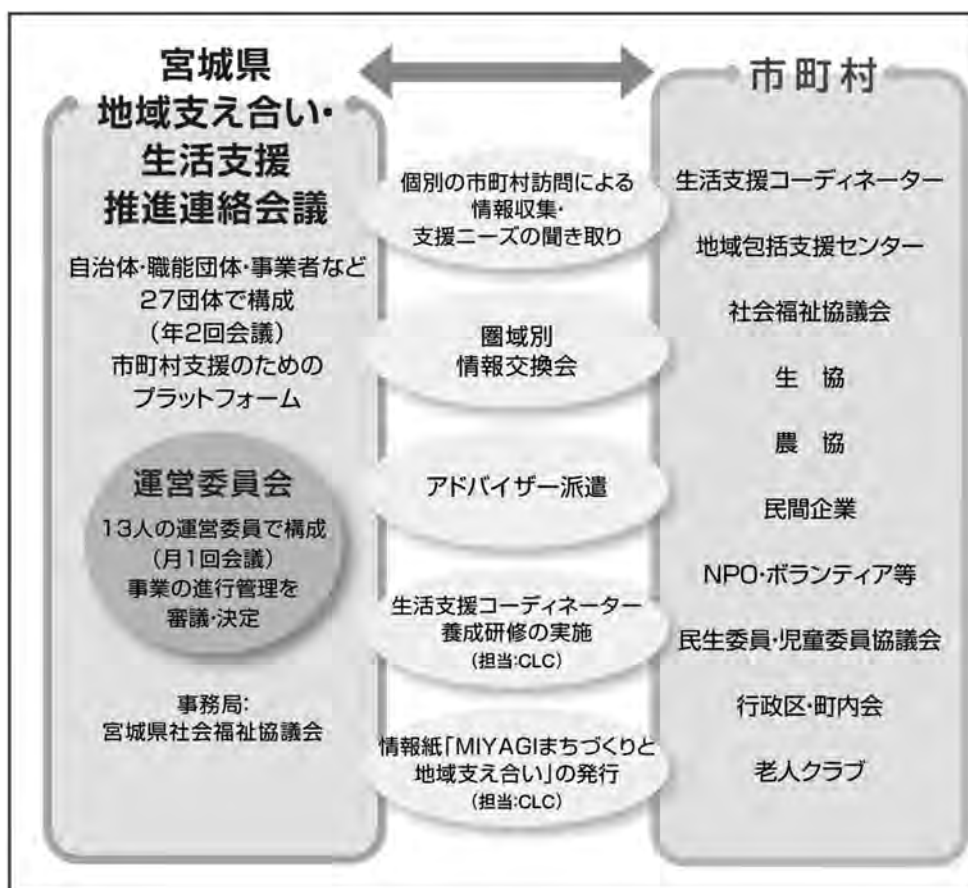 宮城県
地域支え合い・
生活支援
推進連絡会議
自治体・職能団体・事業者など
27団体で構成
(年2回会議)
市町村支援のための
プラットフォーム
運営委員会
13人の運営委員で構成
(月1回会議)
事業の進行管理を
審議・決定
事務局:
宮城県社会福祉協議会
個別の市町村訪問による
情報収集・
支援ニーズの聞き取り
圏域別
情報交換会
アドバイザー派遣
生活支援コーディネーター
養成研修の実施
(担当:CLC)
情報紙「MIYAGIまちづくりと
地域支え合い」の発行
(担当:CLC)
市町村
生活支援コーディネーター
地域包括支援センター
社会福祉協議会
生 協
農 協
民間企業
NPO・ボランティア等
民生委員・児童委員協議会
行政区・町内会
老人クラブ